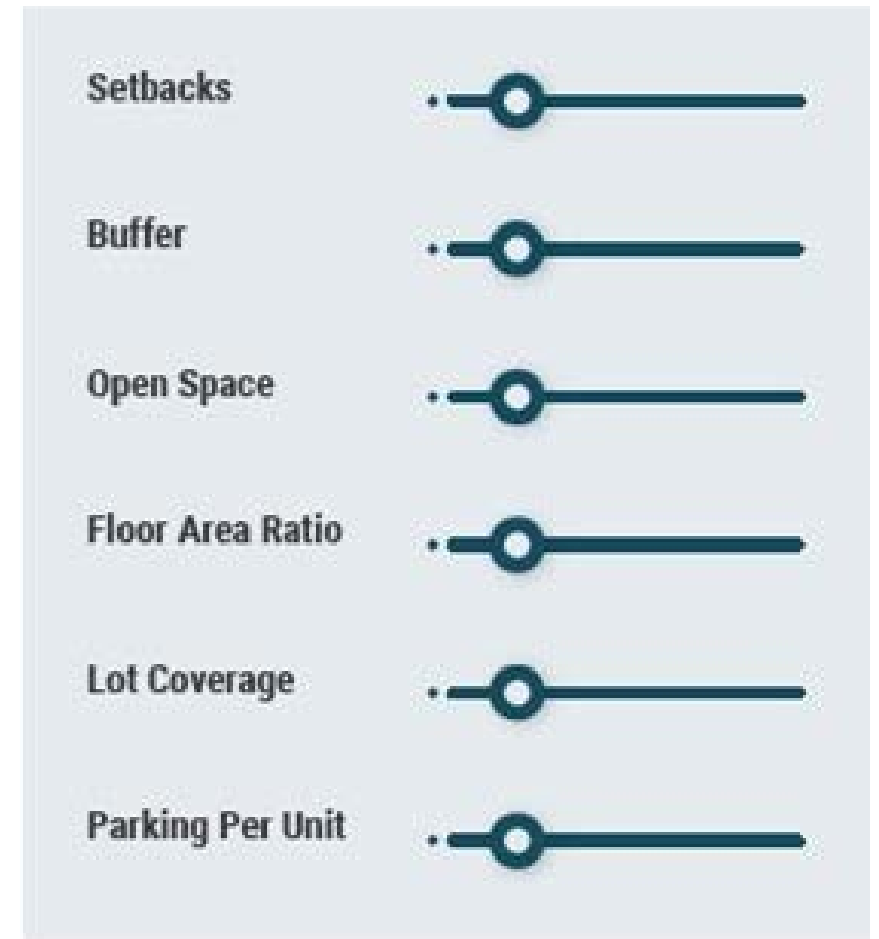 Setbacks
Buffer
Open Space
Floor Area Ratio
Lot Coverage
Parking Per Unit